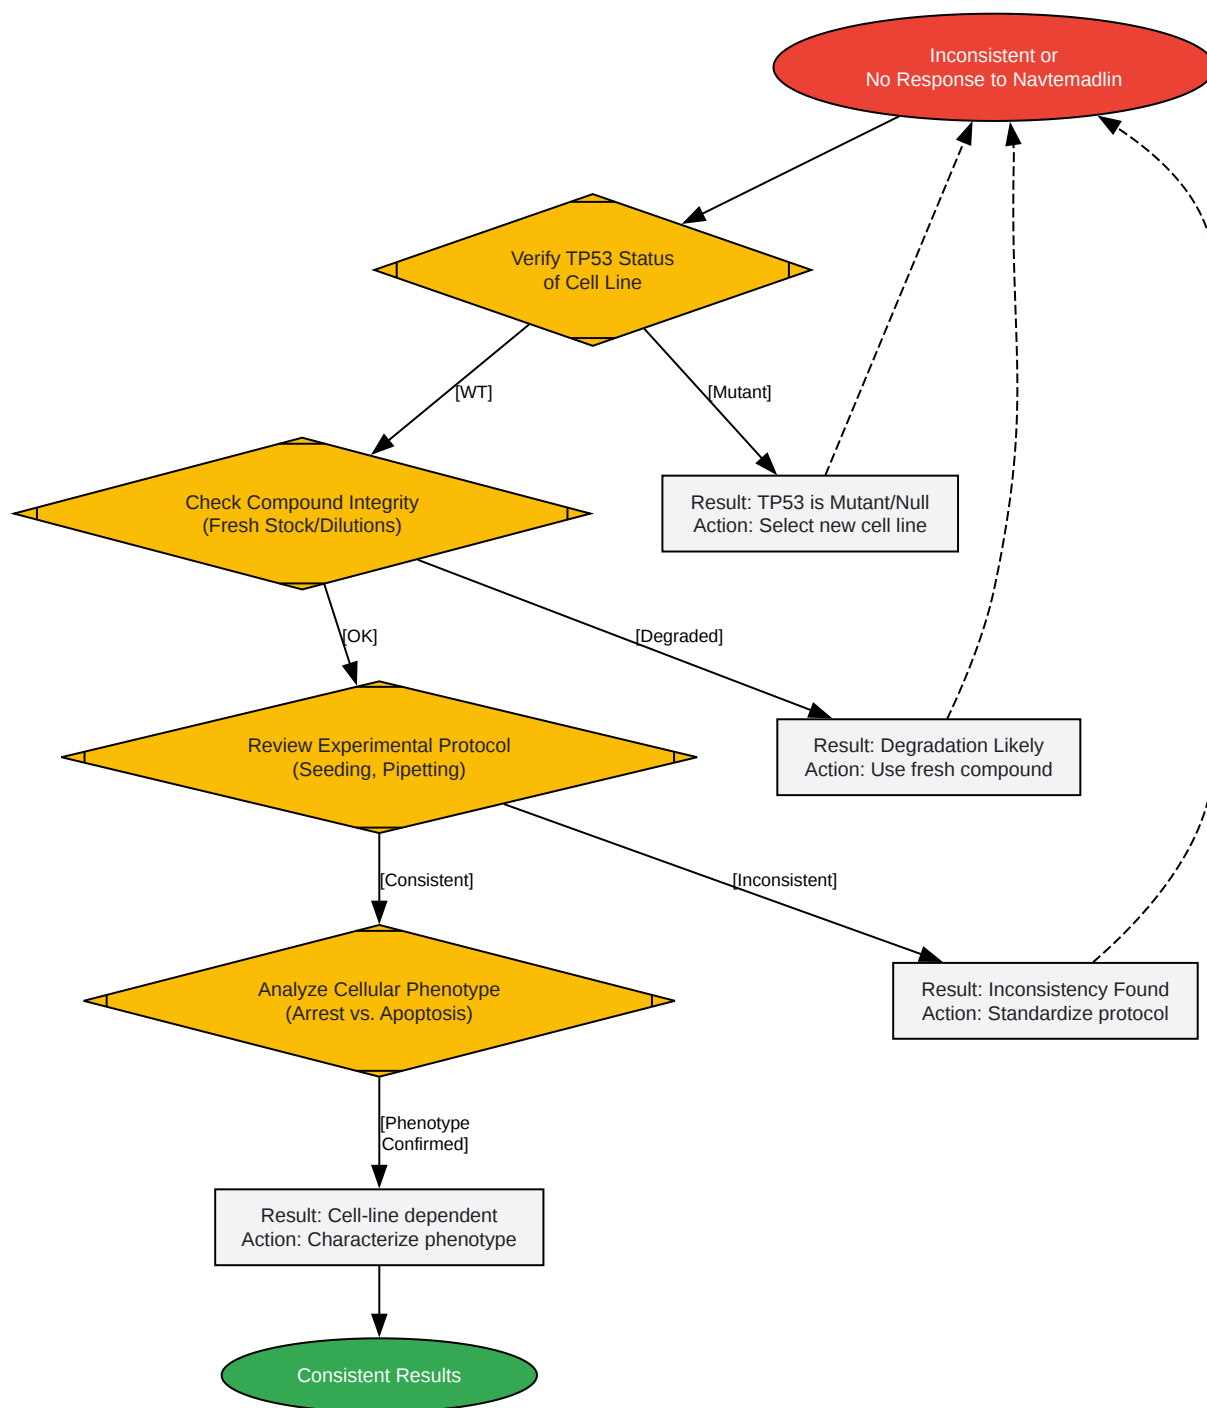 Inconsistent or
No Response to Navtemadlin
Verify TP53 Status
of Cell Line
[WT]
[Mutant]
Check Compound Integrity
(Fresh Stock/Dilutions)
Result: TP53 is Mutant/Null
Action: Select new cell line
[OK]
[Degraded]
Review Experimental Protocol
(Seeding, Pipetting)
Result: Degradation Likely
Action: Use fresh compound
[Consistent]
[Inconsistent]
Analyze Cellular Phenotype
(Arrest vs. Apoptosis)
Result: Inconsistency Found
Action: Standardize protocol
[Phenotype
Confirmed]
Result: Cell-line dependent
Action: Characterize phenotype
Consistent Results